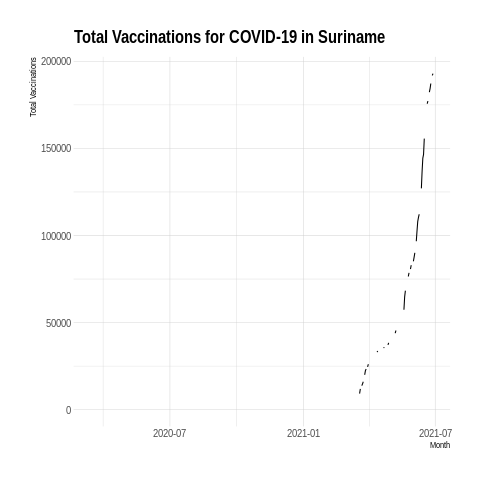 Total Vaccinations for COVID-19 in Suriname
Total Vaccinations
200000
150000
100000
50000
0
2020-07 2021-01 2021-07
Month